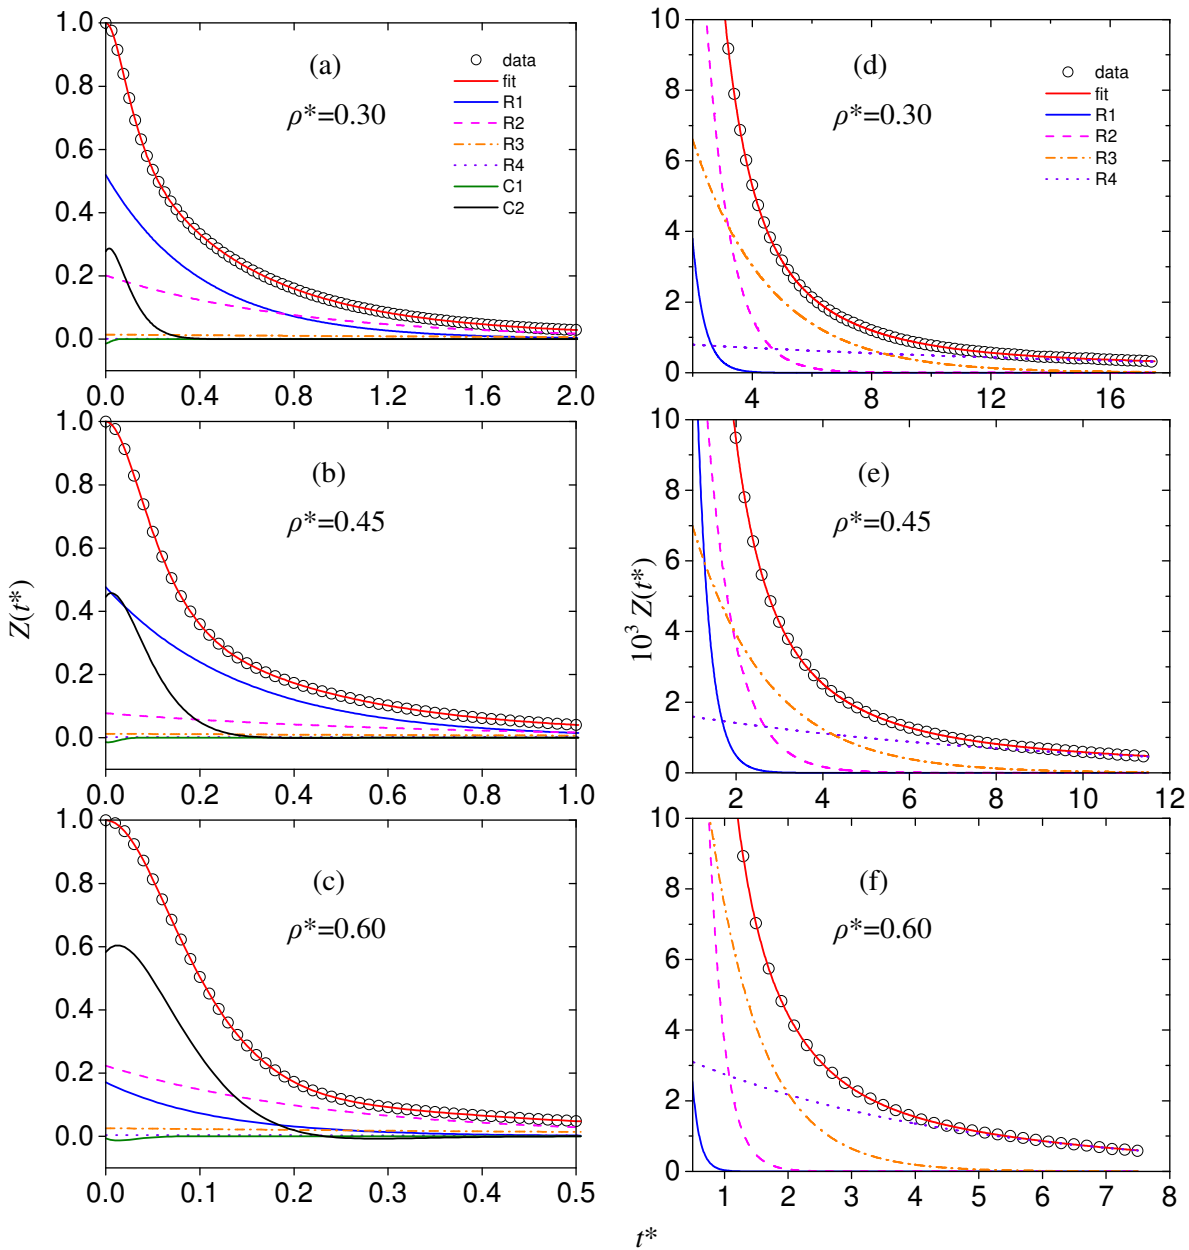 1.0
0.8
0.6
0.4
0.2
0.0
(a)
ρ*=0.30
data
fit
R1
R2
R3
R4
C1
C2
0.0 0.4 0.8 1.2 1.6 2.0
10
8
6
4
2
0
(d)
ρ*=0.30
data
fit
R1
R2
R3
R4
4 8 12 16
Z(t*)
1.0
0.8
0.6
0.4
0.2
0.0
(b)
ρ*=0.45
0.0 0.2 0.4 0.6 0.8 1.0
10³ Z(t*)
10
8
6
4
2
0
(e)
ρ*=0.45
2 4 6 8 10 12
1.0
0.8
0.6
0.4
0.2
0.0
(c)
ρ*=0.60
0.0 0.1 0.2 0.3 0.4 0.5
10
8
6
4
2
0
(f)
ρ*=0.60
1 2 3 4 5 6 7 8
t*